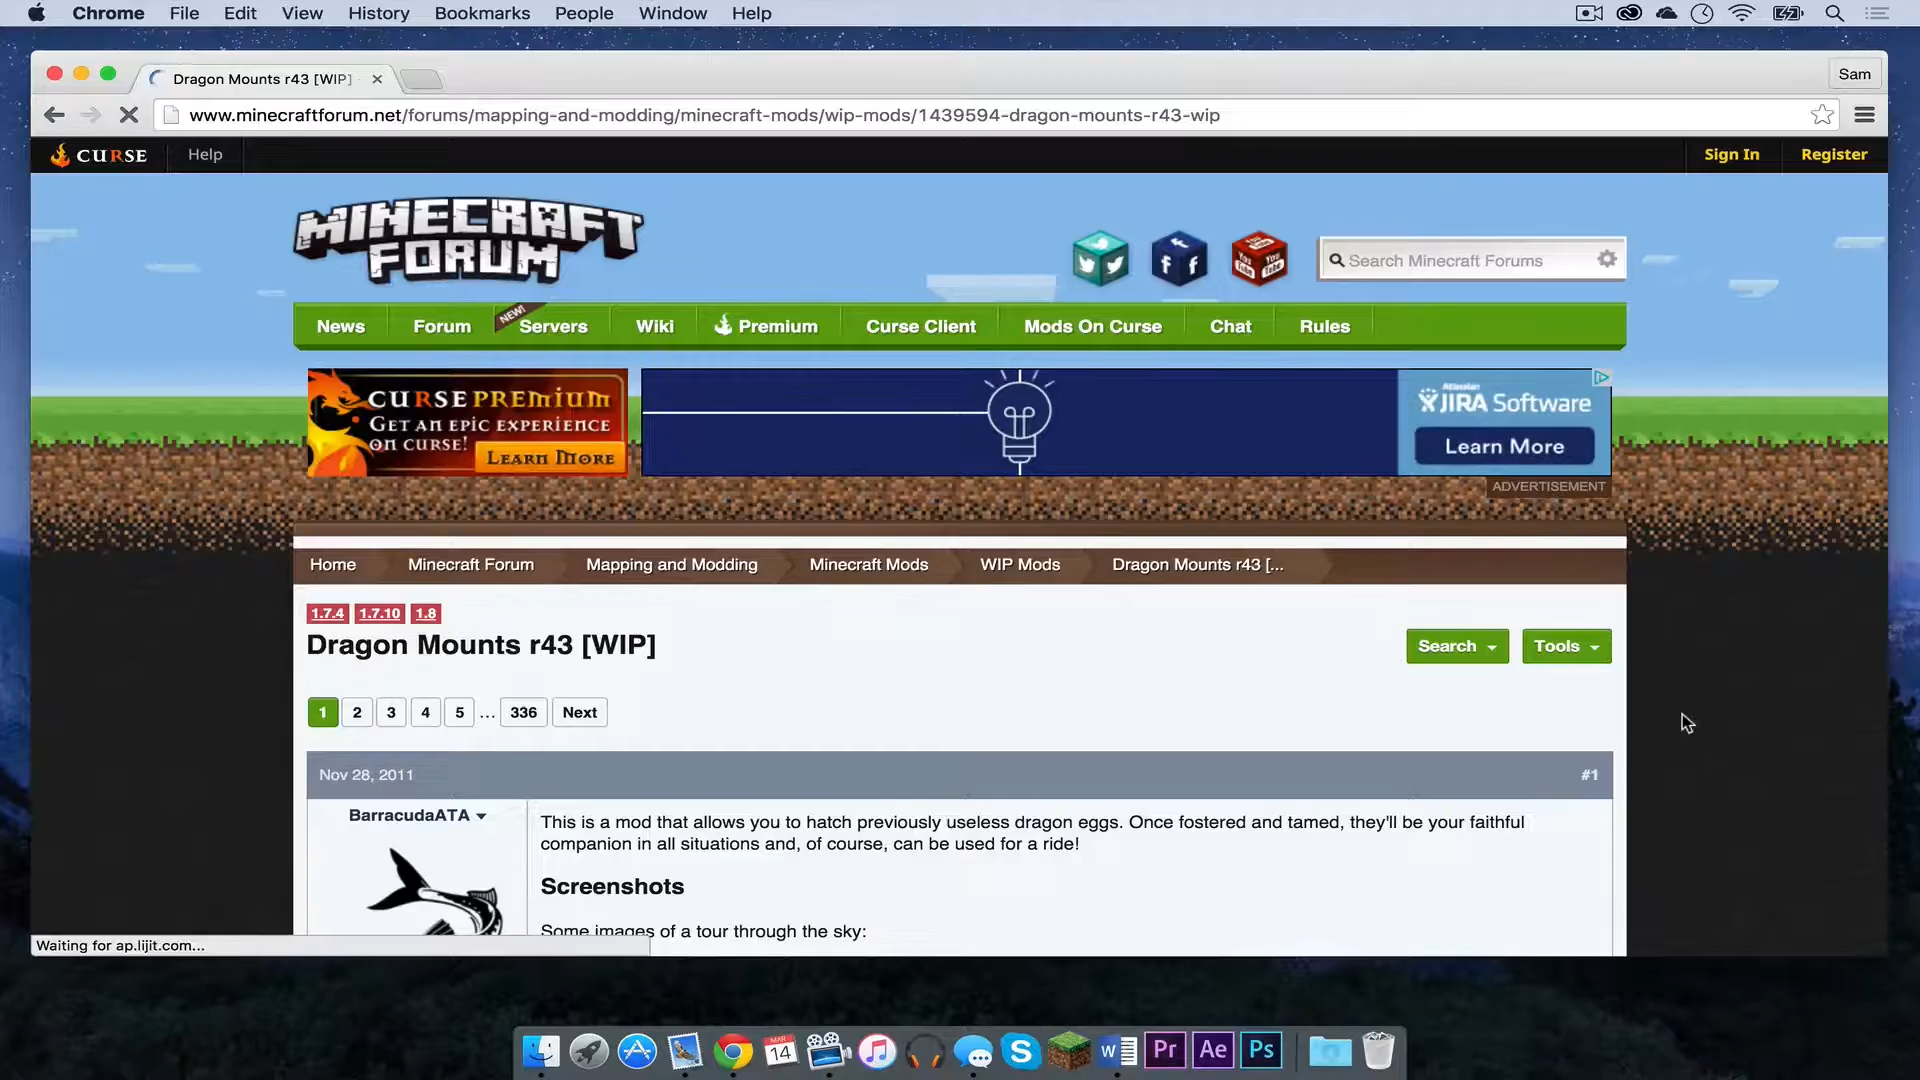 Chrome File Edit View History Bookmarks People Window Help
Dragon Mounts r43 [WIP]
Sam
www.minecraftforum.net/forums/mapping-and-modding/minecraft-mods/wip-mods/1439594-dragon-mounts-r43-wip
CURSE Help Sign In Register
MINECRAFT
FORUM
Search Minecraft Forums
NEW!
News Forum Servers Wiki Premium Curse Client Mods On Curse Chat Rules
CURSE PREMIUM
GET AN EPIC EXPERIENCE
ON CURSE!
LEARN MORE
Atlassian
JIRA Software
Learn More
ADVERTISEMENT
Home Minecraft Forum Mapping and Modding Minecraft Mods WIP Mods Dragon Mounts r43 [...
1.7.4 1.7.10 1.8
Dragon Mounts r43 [WIP]
Search Tools
1 2 3 4 5 ... 336 Next
Nov 28, 2011 #1
BarracudaATA
This is a mod that allows you to hatch previously useless dragon eggs. Once fostered and tamed, they'll be your faithful
companion in all situations and, of course, can be used for a ride!
Screenshots
Some images of a tour through the sky:
Waiting for ap.lijit.com...
MAR
14
W Pr Ae Ps